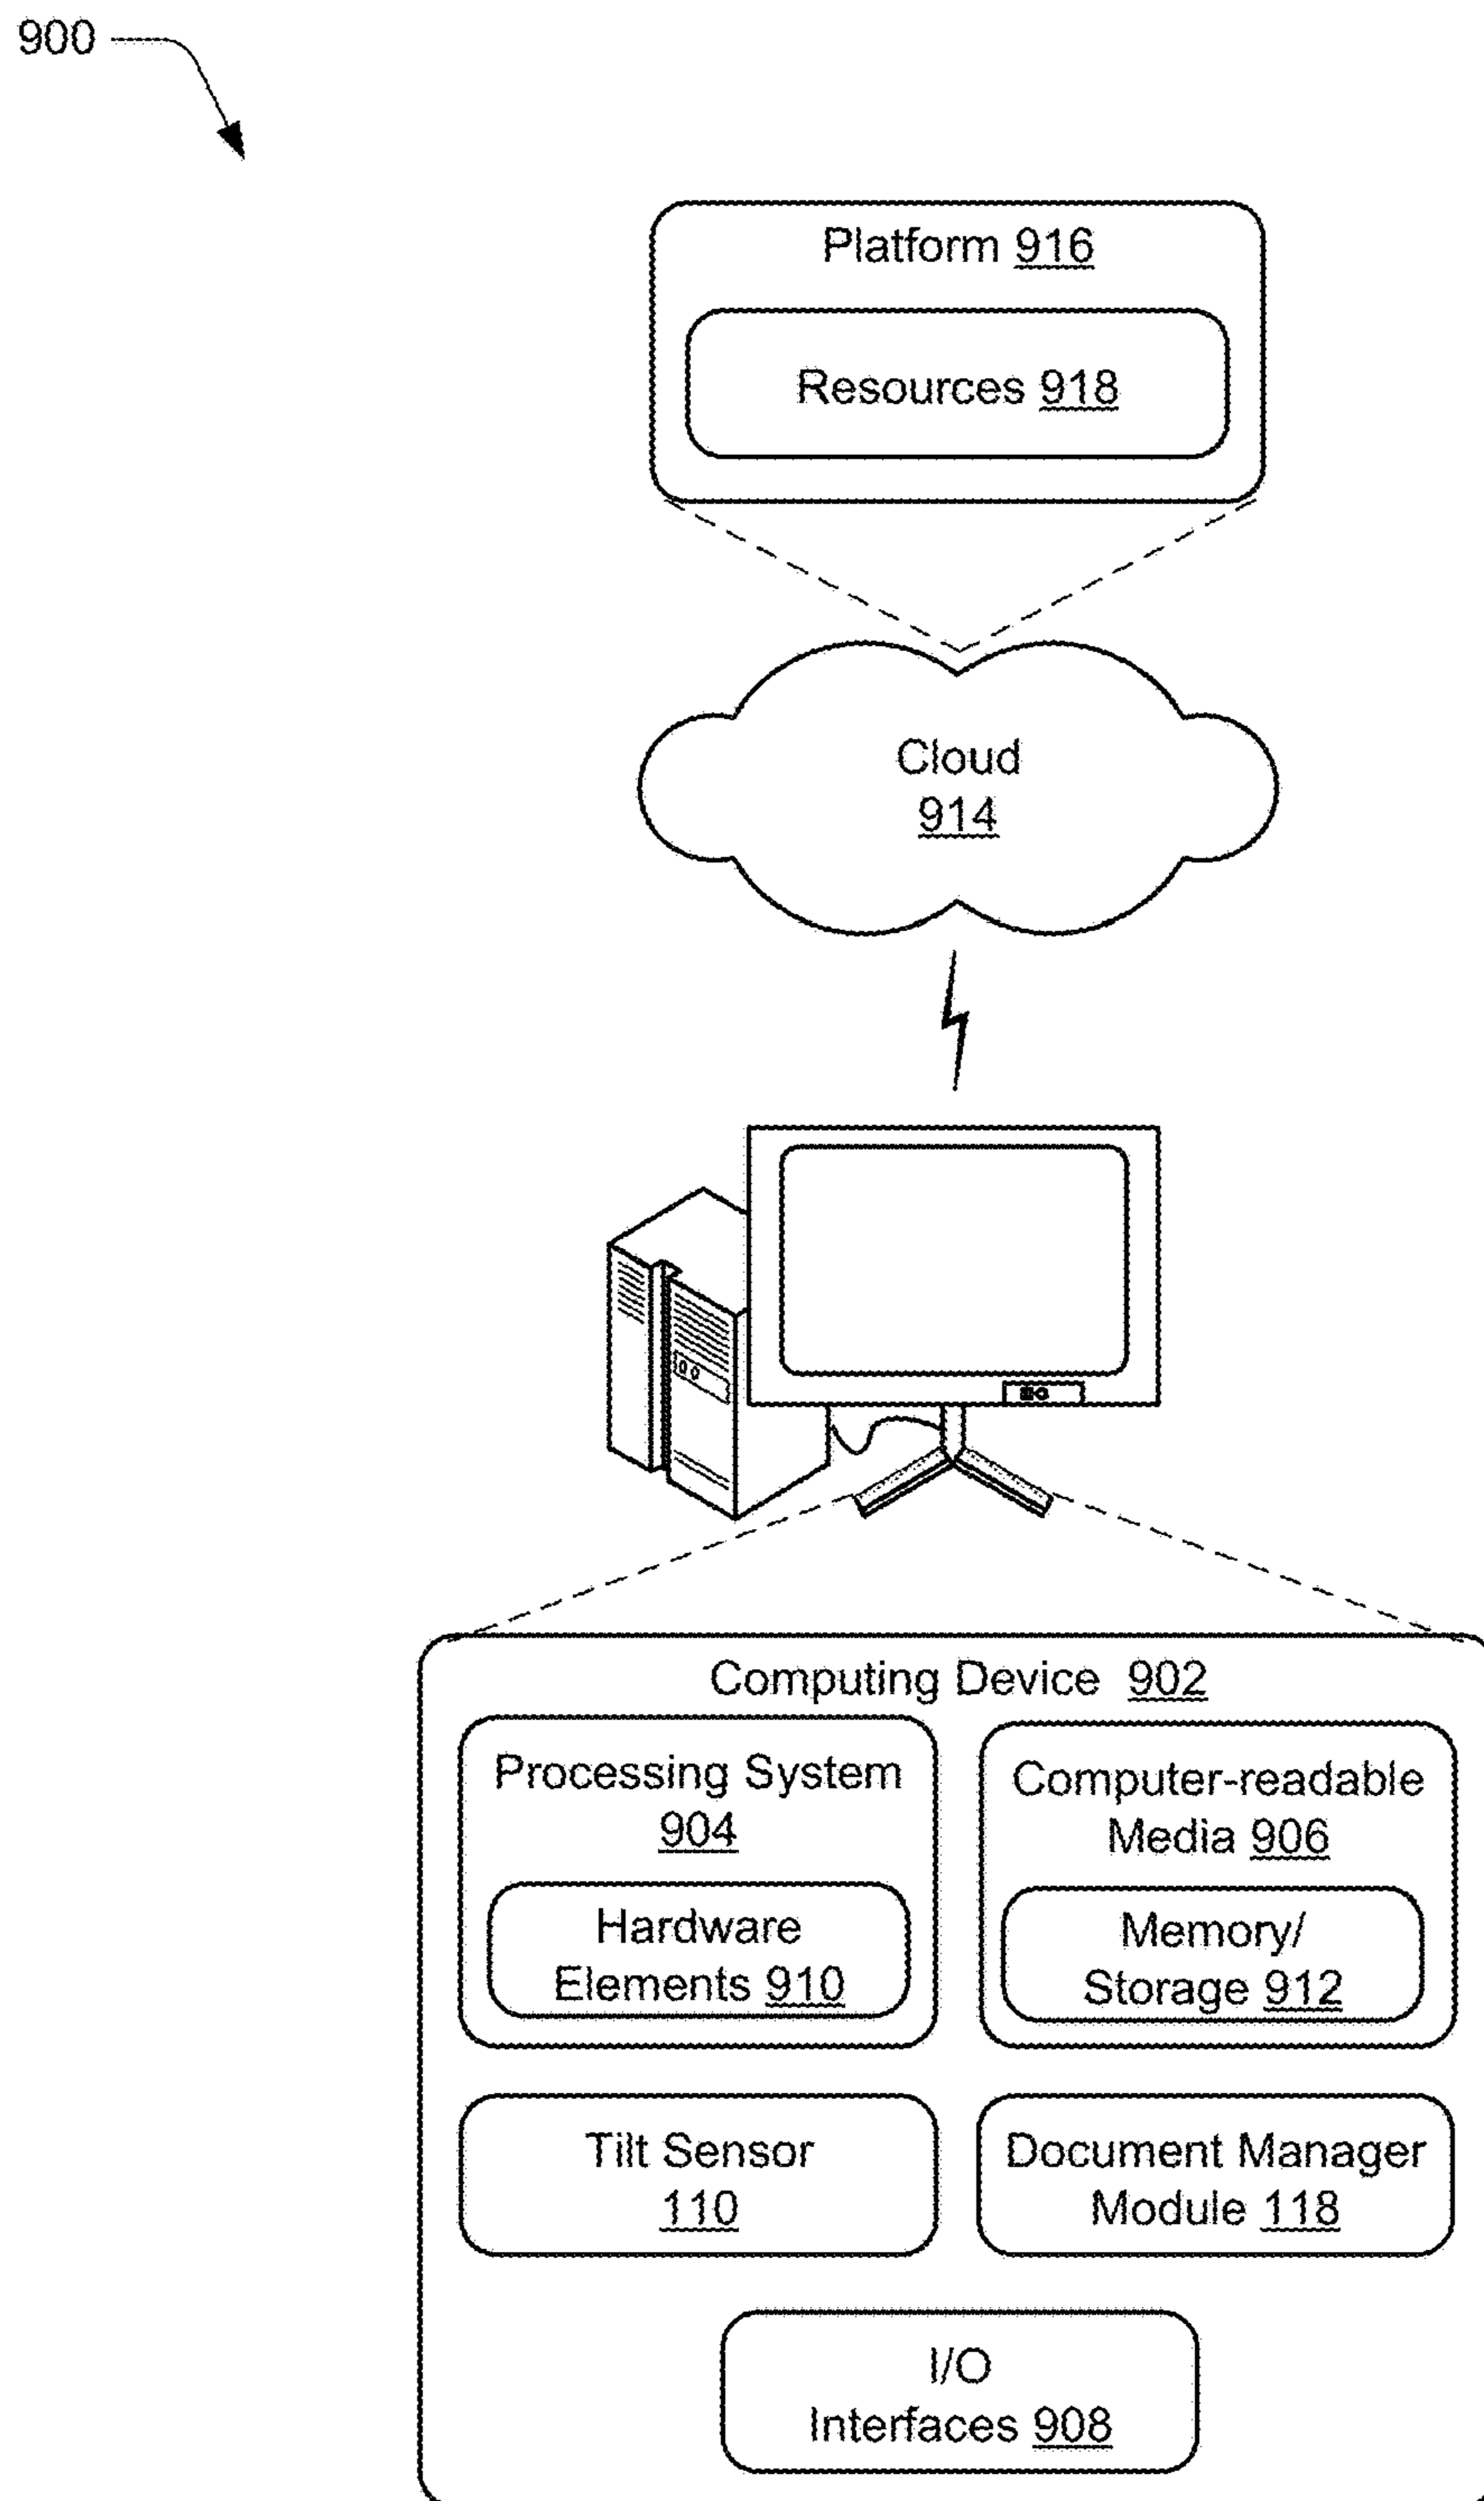 900
Platform 916
Resources 918
Cloud
914
Computing Device 902
Processing System
904
Hardware
Elements 910
Computer-readable
Media 906
Memory/
Storage 912
Tilt Sensor
110
Document Manager
Module 118
I/O
Interfaces 908